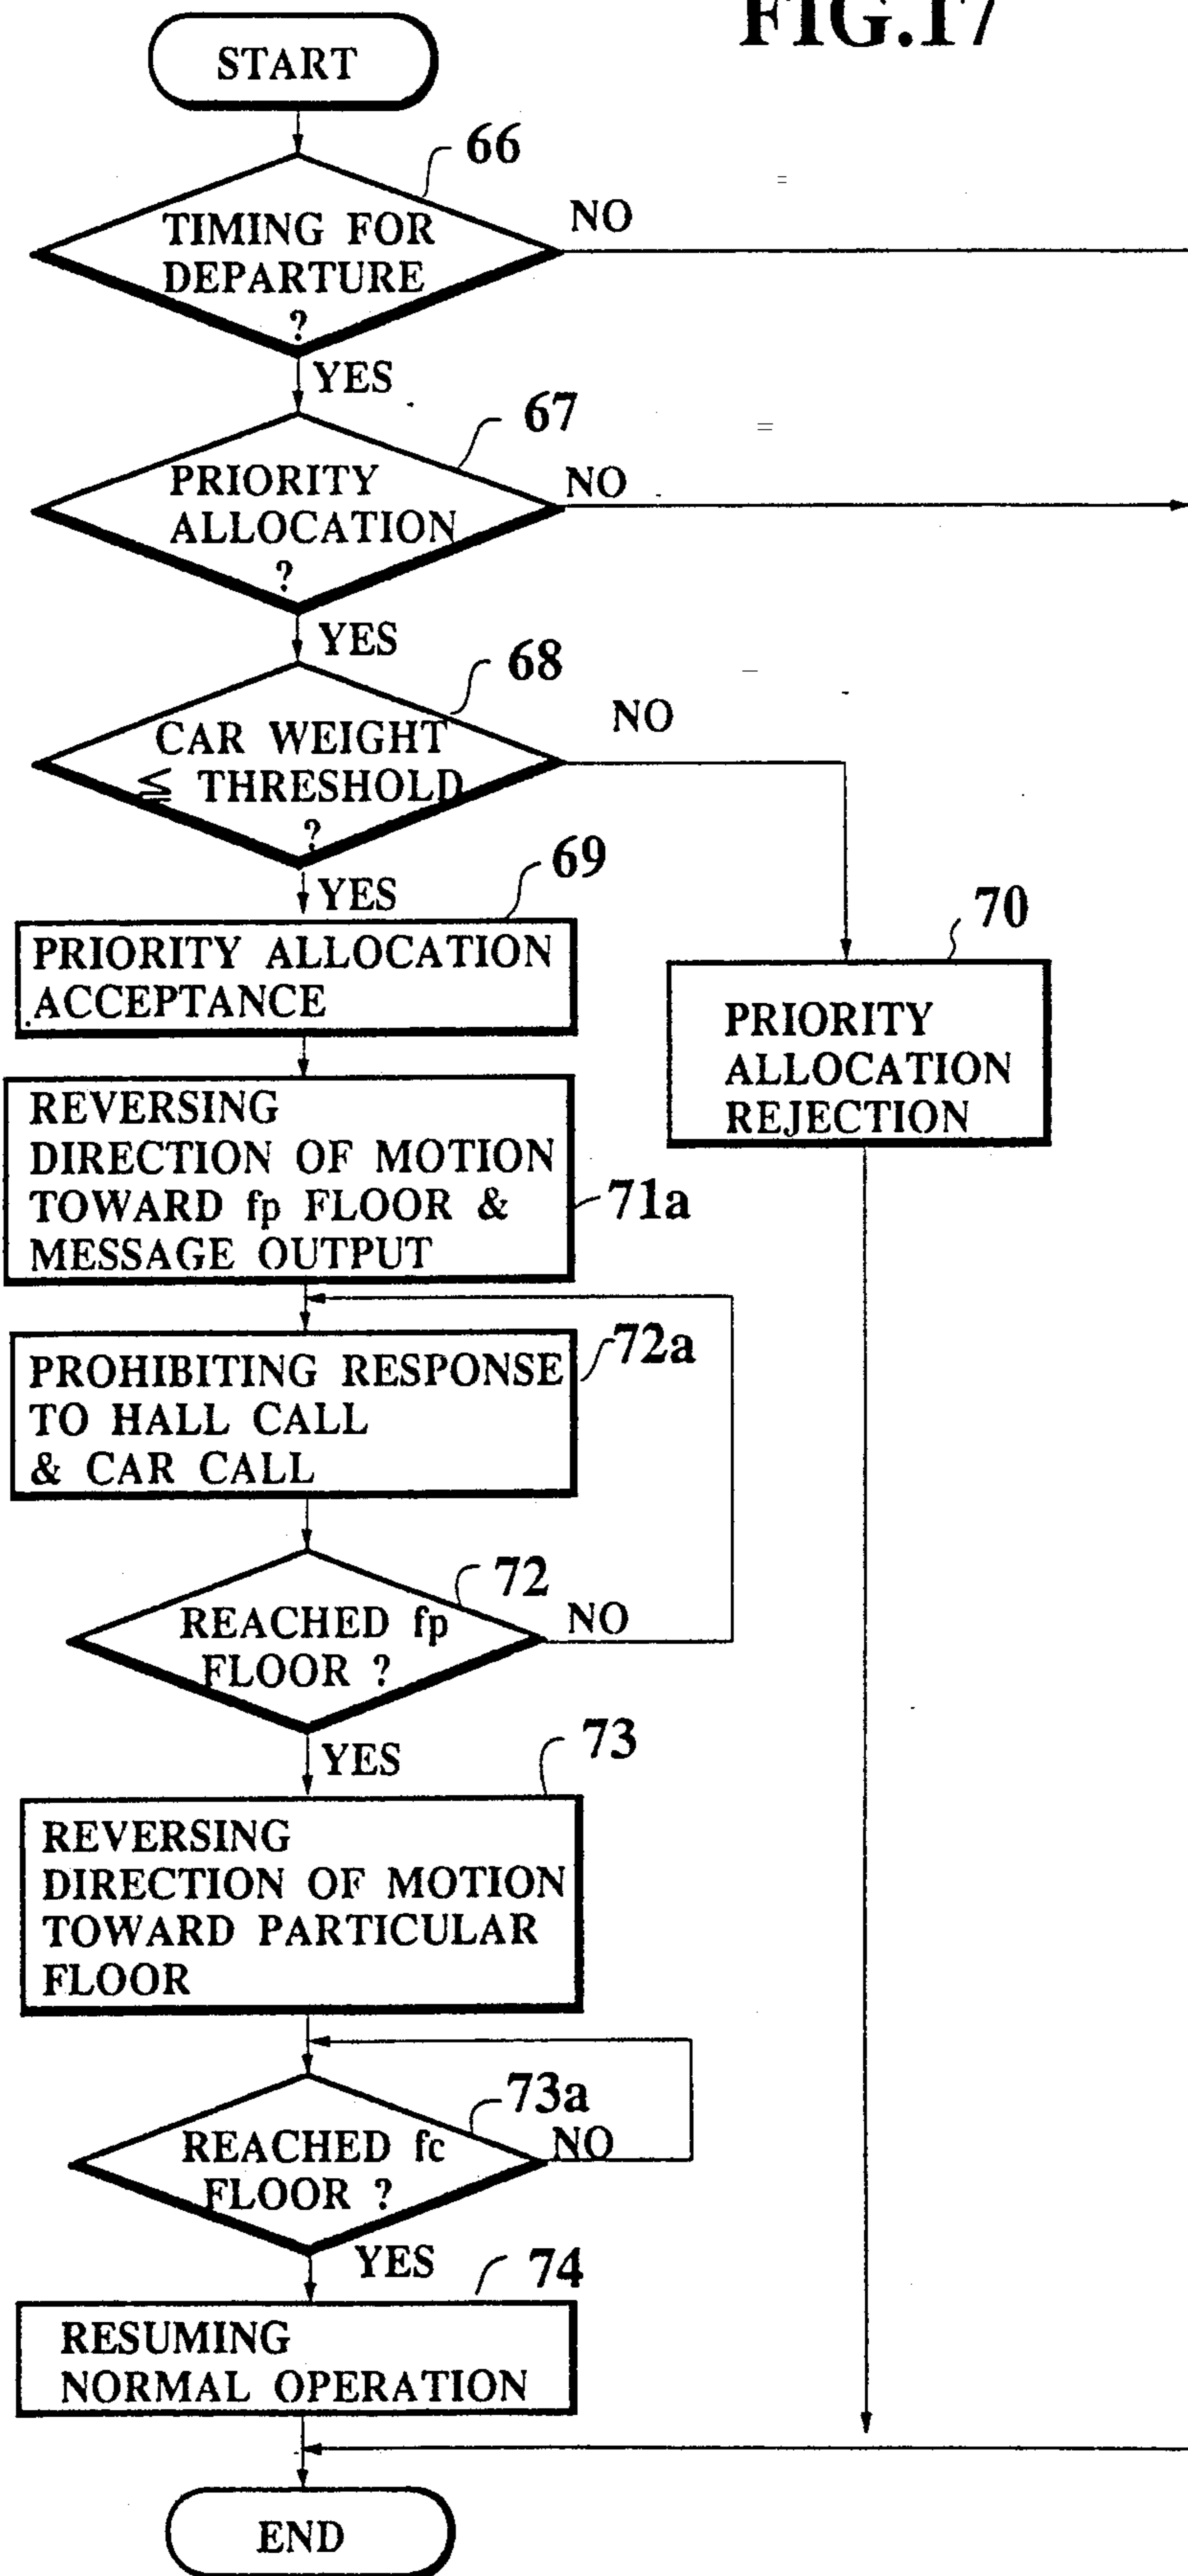 FIG.17
START
66
TIMING FOR
DEPARTURE
?
NO
YES
67
PRIORITY
ALLOCATION
?
NO
YES
68
CAR WEIGHT
≦ THRESHOLD
?
NO
YES
69
PRIORITY ALLOCATION
ACCEPTANCE
70
PRIORITY
ALLOCATION
REJECTION
REVERSING
DIRECTION OF MOTION
TOWARD fp FLOOR &
MESSAGE OUTPUT
71a
PROHIBITING RESPONSE
TO HALL CALL
& CAR CALL
72a
72
REACHED fp
FLOOR ?
NO
YES
73
REVERSING
DIRECTION OF MOTION
TOWARD PARTICULAR
FLOOR
73a
REACHED fc
FLOOR ?
NO
YES
74
RESUMING
NORMAL OPERATION
END